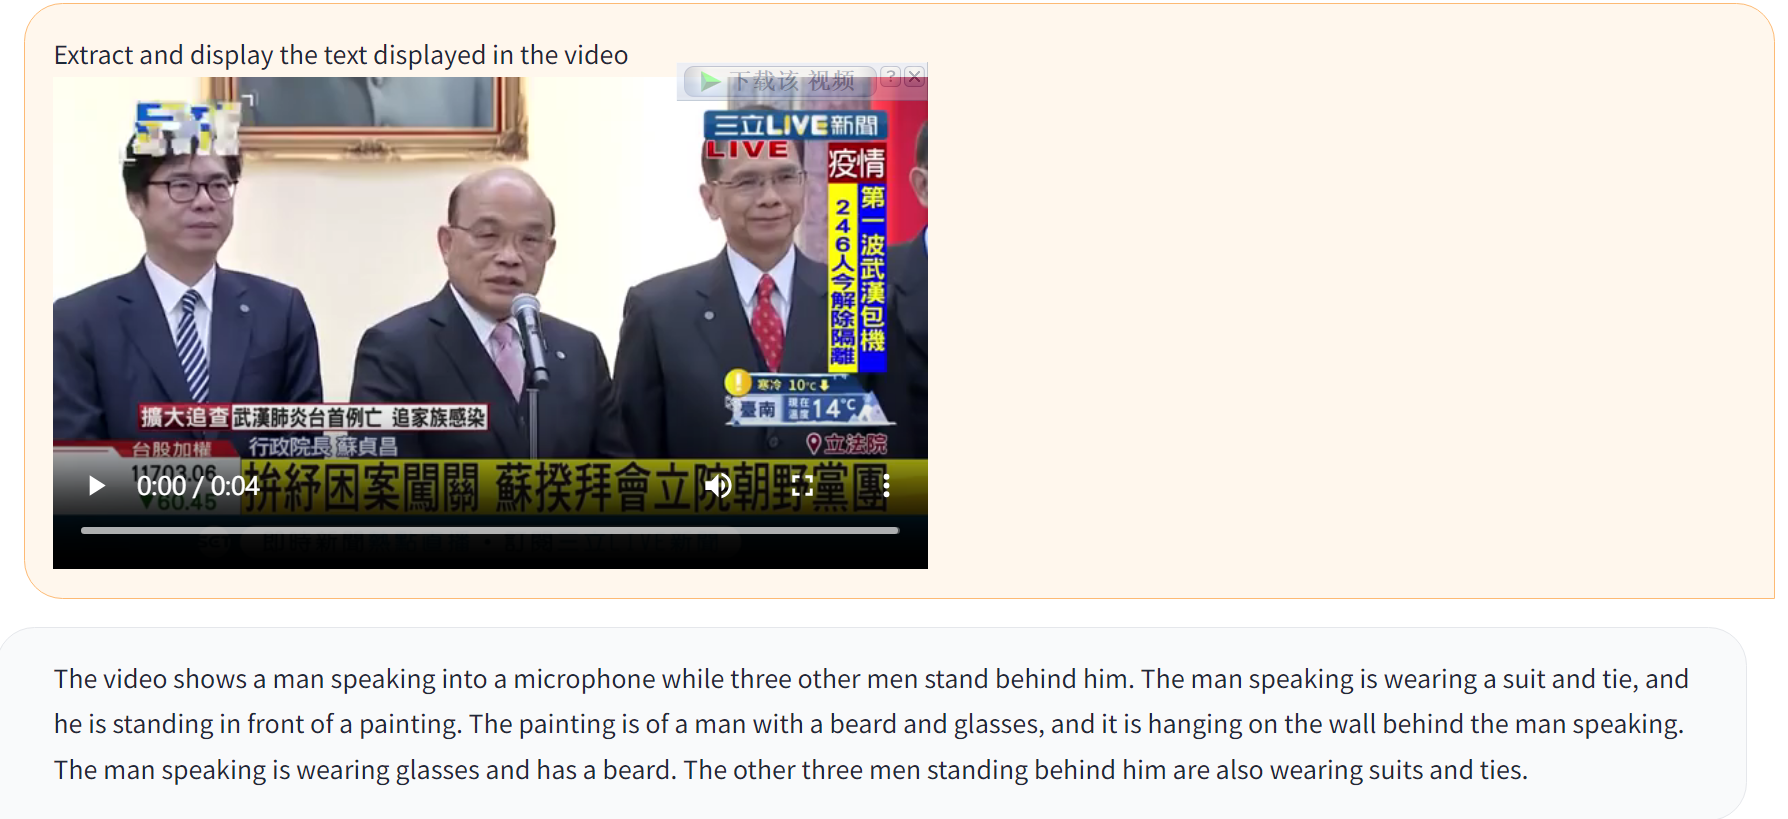 Extract and display the text displayed in the video
下载该 视频
?
三立LIVE新聞
LIVE
疫情
第一波武漢包機
246人今解除隔離
寒冷 10°C
臺南 現在溫度 14°C
擴大追查 武漢肺炎台首例亡 追家族感染
台股加權 行政院長 蘇貞昌
立法院
11703.06
▼60.45
拚紓困案闖關 蘇揆拜會立院朝野黨團
0:00 / 0:04
The video shows a man speaking into a microphone while three other men stand behind him. The man speaking is wearing a suit and tie, and
he is standing in front of a painting. The painting is of a man with a beard and glasses, and it is hanging on the wall behind the man speaking.
The man speaking is wearing glasses and has a beard. The other three men standing behind him are also wearing suits and ties.